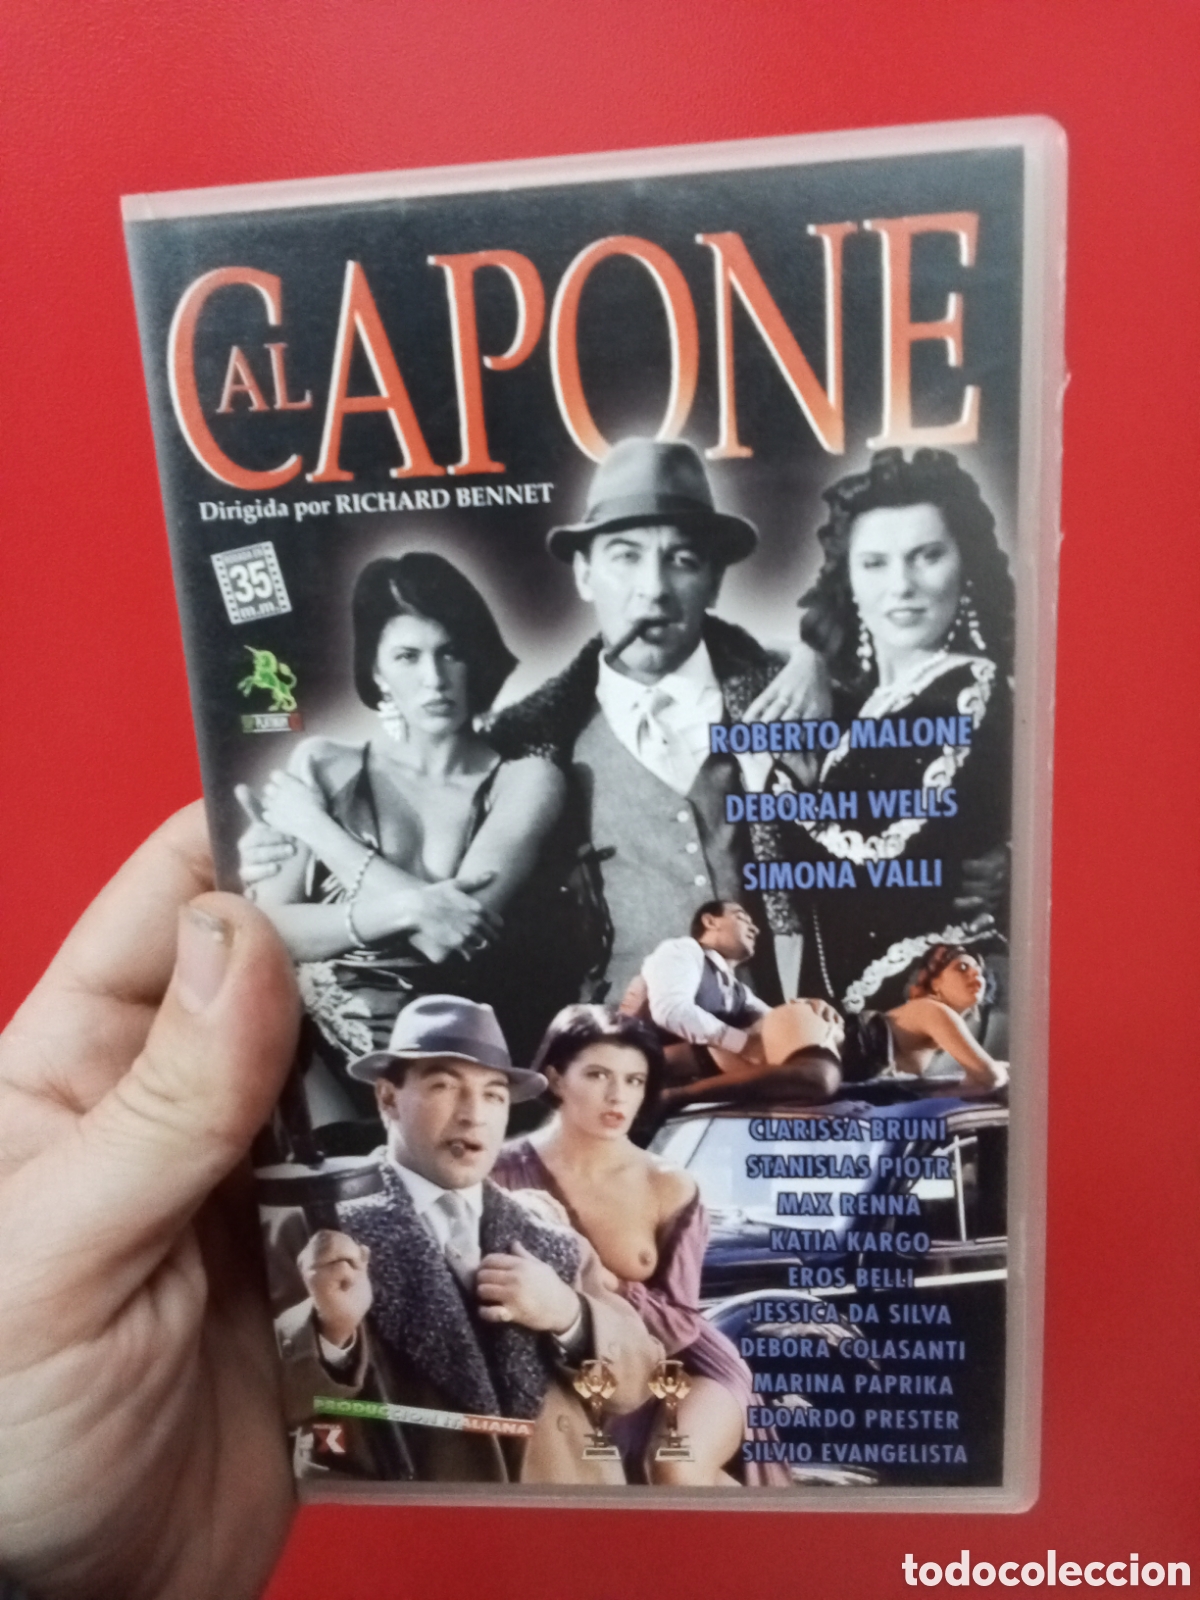 AL CAPONE
Dirigida por RICHARD BENNET
35
m.m.
PLATINUM
ROBERTO MALONE
DEBORAH WELLS
SIMONA VALLI
CLARISSA BRUNI
STANISLAS PIOTR
MAX RENNA
KATIA KARGO
EROS BELLI
JESSICA DA SILVA
DEBORA COLASANTI
MARINA PAPRIKA
EDOARDO PRESTER
SILVIO EVANGELISTA
PRODUCCION ITALIANA
todocoleccion